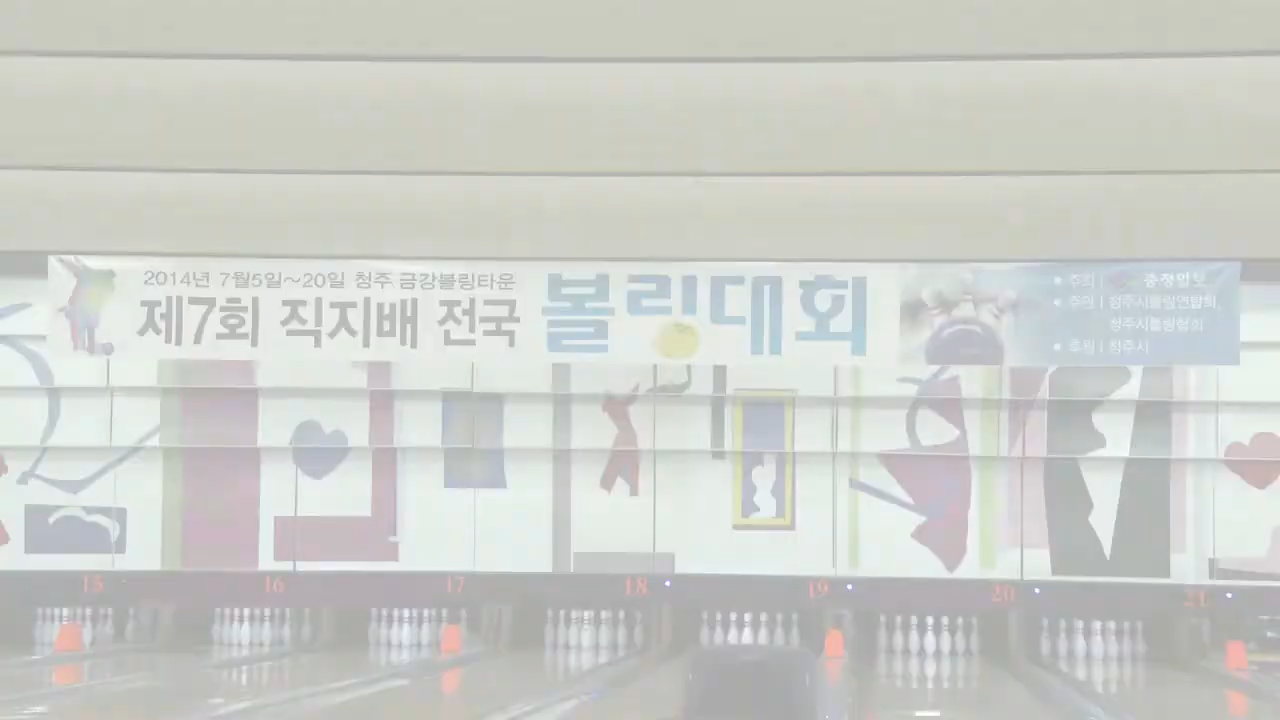 2014년 7월5일~20일 청주 금강볼링타운
제7회 직지배 전국
볼링대회
주최 | 충청일보
주관 | 청주시볼링연합회,
청주시볼링협회
후원 | 청주시
15 16 17 18 19 20 21